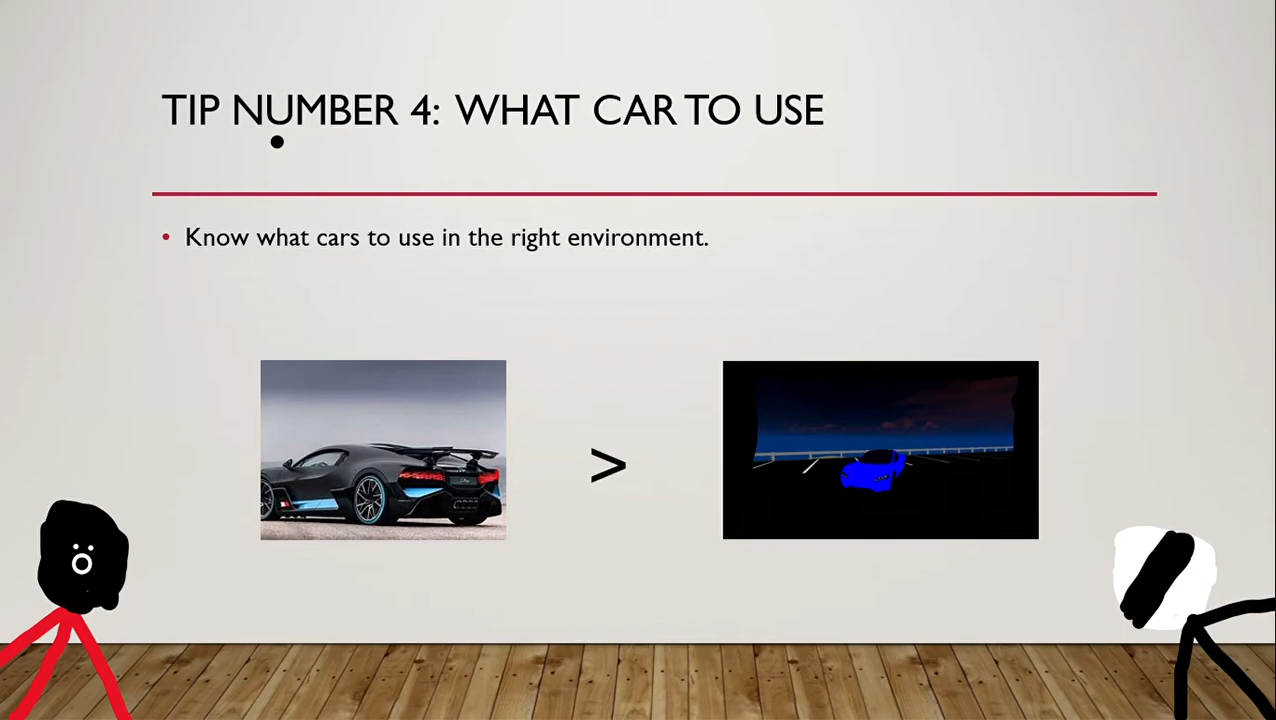 TIP NUMBER 4: WHAT CAR TO USE
• Know what cars to use in the right environment.
>